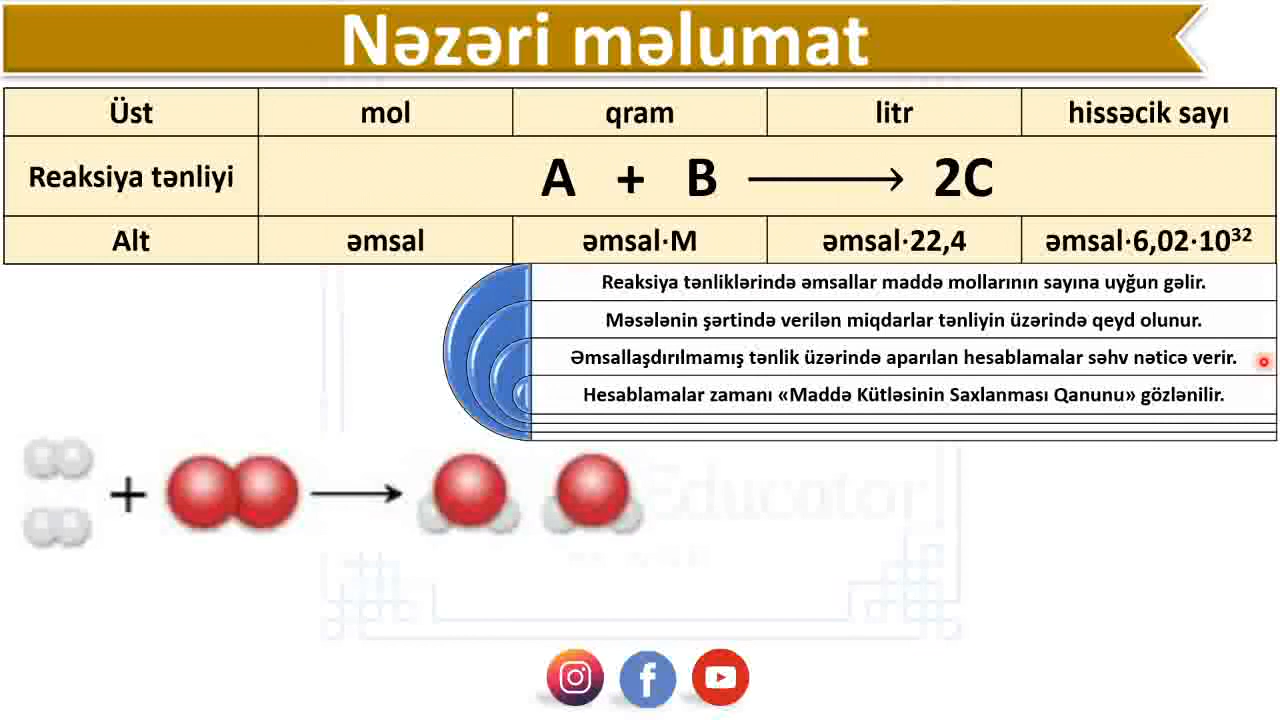 Nəzəri məlumat
Üst mol qram litr hissəcik sayı
Reaksiya tənliyi A + B ⟶ 2C
Alt əmsal əmsal·M əmsal·22,4 əmsal·6,02·10³²
Reaksiya tənliklərində əmsallar maddə mollarının sayına uyğun gəlir.
Məsələnin şərtində verilən miqdarlar tənliyin üzərində qeyd olunur.
Əmsallaşdırılmamış tənlik üzərində aparılan hesablamalar səhv nəticə verir.
Hesablamalar zamanı «Maddə Kütləsinin Saxlanması Qanunu» gözlənilir.
+ ⟶
Educator